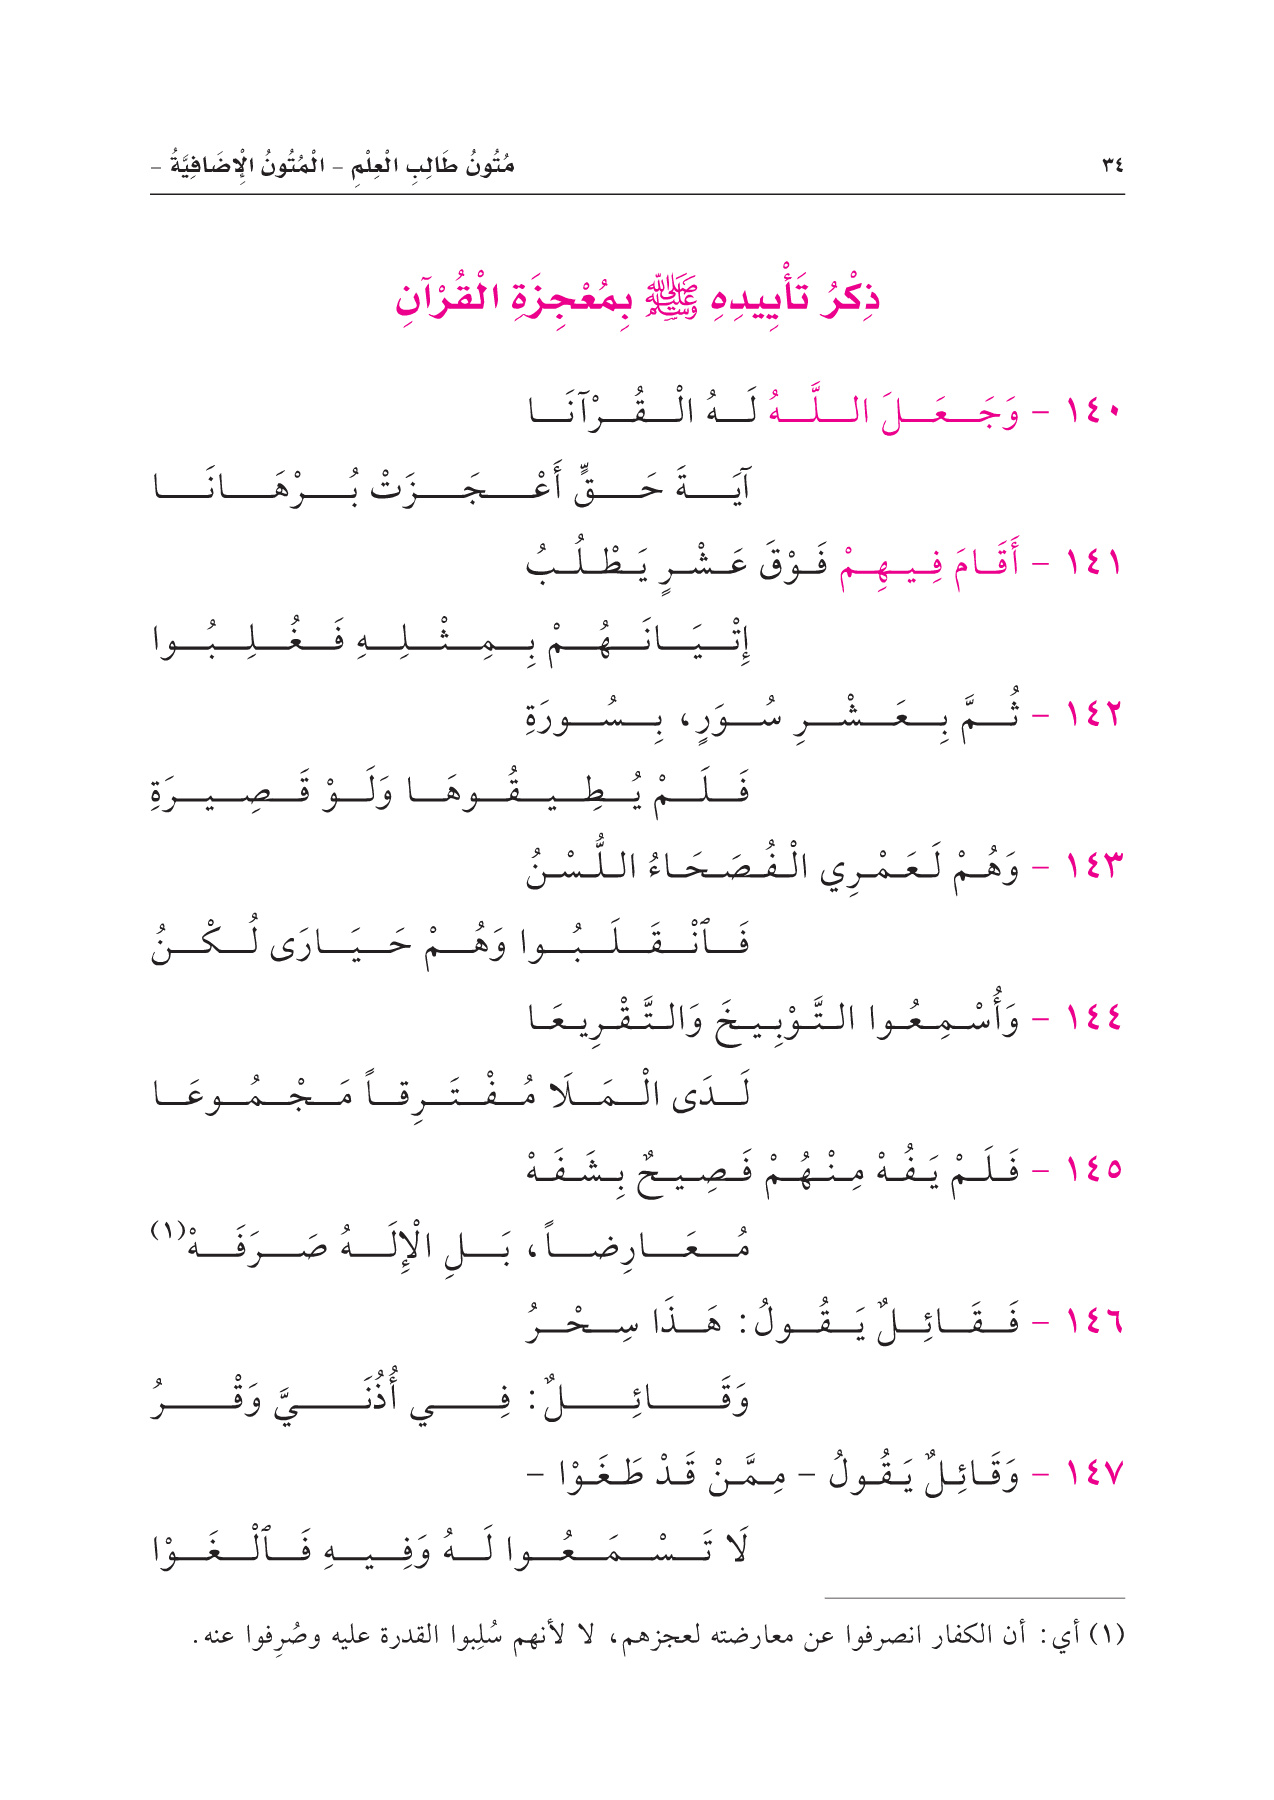 ٣٤ مُتُونُ طَالِبِ الْعِلْمِ – الْمُتُونُ الْإِضَافِيَّةُ –
ذِكْرُ تَأْيِيدِهِ ﷺ بِمُعْجِزَةِ الْقُرْآنِ
١٤٠ – وَجَعَلَ اللَّهُ لَهُ الْقُرْآنَا
آيَةَ حَقٍّ أَعْجَزَتْ بُرْهَانَا
١٤١ – أَقَامَ فِيهِمْ فَوْقَ عَشْرٍ يَطْلُبُ
إِتْيَانَهُمْ بِمِثْلِهِ فَغُلِبُوا
١٤٢ – ثُمَّ بِعَشْرِ سُوَرٍ، بِسُورَةِ
فَلَمْ يُطِيقُوهَا وَلَوْ قَصِيرَةِ
١٤٣ – وَهُمْ لَعَمْرِي الْفُصَحَاءُ اللُّسْنُ
فَٱنْقَلَبُوا وَهُمْ حَيَارَى لُكْنُ
١٤٤ – وَأُسْمِعُوا التَّوْبِيخَ وَالتَّقْرِيعَا
لَدَى الْمَلَا مُفْتَرِقاً مَجْمُوعَا
١٤٥ – فَلَمْ يَفُهْ مِنْهُمْ فَصِيحٌ بِشَفَهْ
مُعَارِضاً، بَلِ الْإِلَهُ صَرَفَهْ(١)
١٤٦ – فَقَائِلٌ يَقُولُ: هَذَا سِحْرُ
وَقَائِلٌ: فِي أُذُنَيَّ وَقْرُ
١٤٧ – وَقَائِلٌ يَقُولُ – مِمَّنْ قَدْ طَغَوْا –
لَا تَسْمَعُوا لَهُ وَفِيهِ فَٱلْغَوْا
(١) أي: أن الكفار انصرفوا عن معارضته لعجزهم، لا لأنهم سُلِبوا القدرة عليه وصُرِفوا عنه.